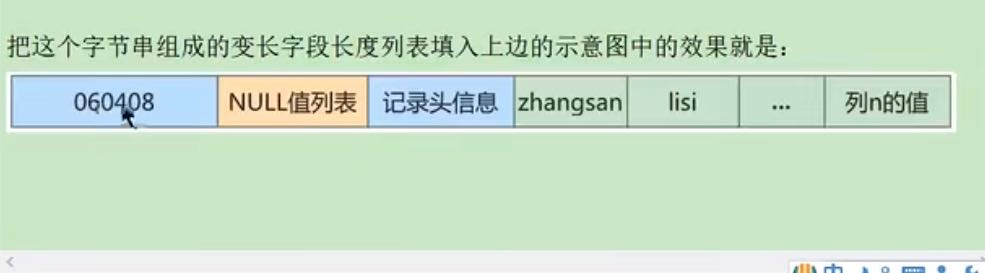 把这个字节串组成的变长字段长度列表填入上边的示意图中的效果就是：
060408 NULL值列表 记录头信息 zhangsan lisi ... 列n的值
中